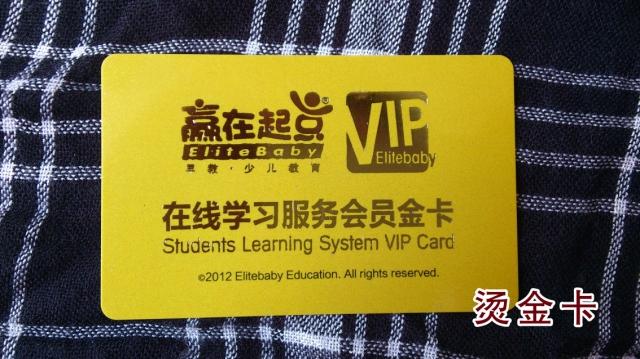 赢在起点®
EliteBaby
早教·少儿教育
VIP
Elitebaby
在线学习服务会员金卡
Students Learning System VIP Card
©2012 Elitebaby Education. All rights reserved.
烫金卡